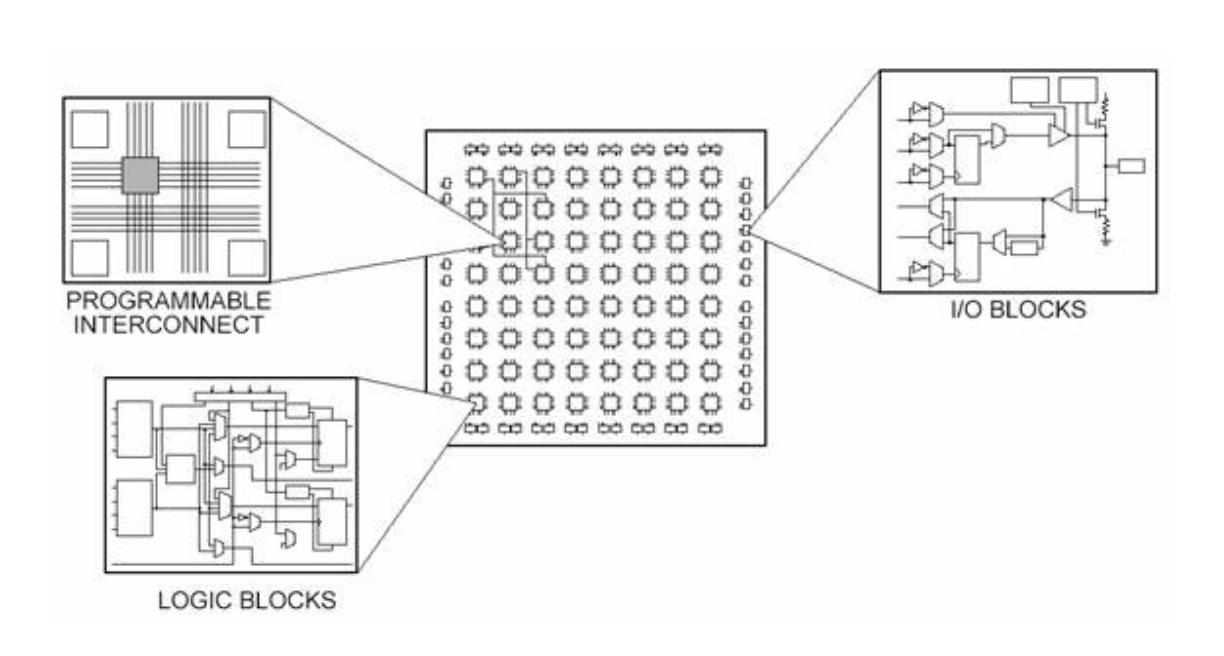 PROGRAMMABLE
INTERCONNECT
I/O BLOCKS
LOGIC BLOCKS